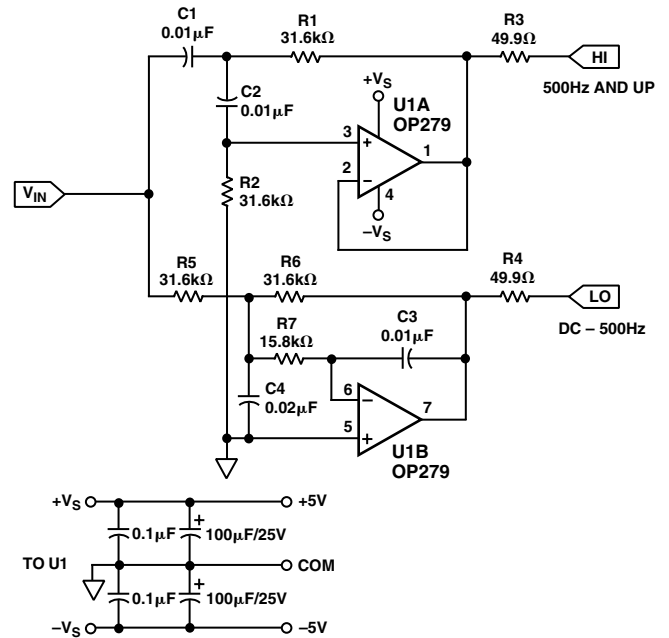 C1
0.01μF
R1
31.6kΩ
R3
49.9Ω
HI
500Hz AND UP
C2
0.01μF
+VS
U1A
OP279
3
+
1
2
−
4
−VS
R2
31.6kΩ
VIN
R5
31.6kΩ
R6
31.6kΩ
R4
49.9Ω
LO
DC – 500Hz
R7
15.8kΩ
C3
0.01μF
C4
0.02μF
6
−
7
5
+
U1B
OP279
+VS
+5V
0.1μF
+
100μF/25V
TO U1
COM
0.1μF
+
100μF/25V
−VS
–5V